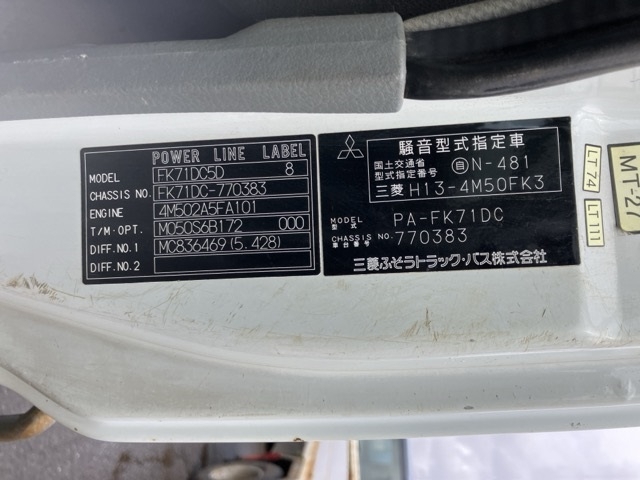 POWER LINE LABEL
MODEL FK71DC5D 8
CHASSIS NO. FK71DC-770383
ENGINE 4M502A5FA101
T/M·OPT. M050S6B172 000
DIFF.NO.1 MC836469(5.428)
DIFF.NO.2
騒音型式指定車
国土交通省
型式指定番号
自N-481
三菱 H13-4M50FK3
MODEL
型式
PA-FK71DC
CHASSIS NO.
車台番号
770383
三菱ふそうトラック・バス株式会社
LT74
LT111
MT-2